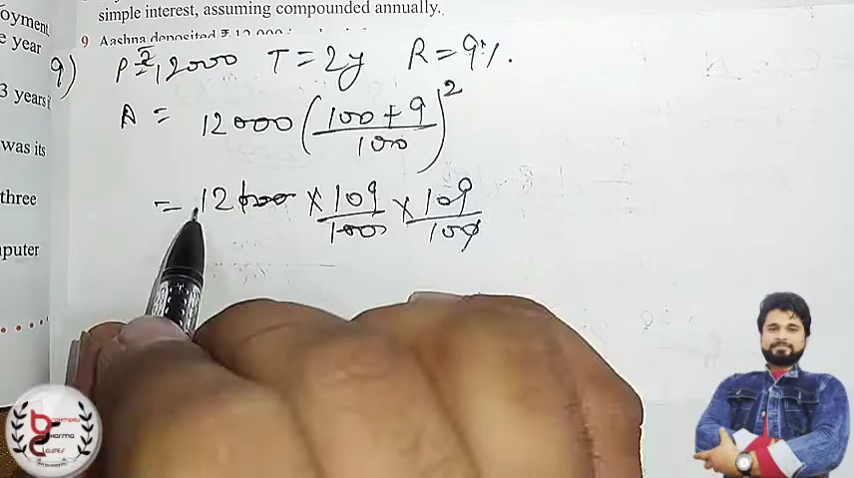 oyment
simple interest, assuming compounded annually.
e year
9 Aashna deposited ₹ 12,000
9) P = ₹12000 T = 2y R = 9%.
3 years i
A = 12000 (100 + 9 / 100)²
was its
= 12000 × 109/100 × 109/100
three
puter